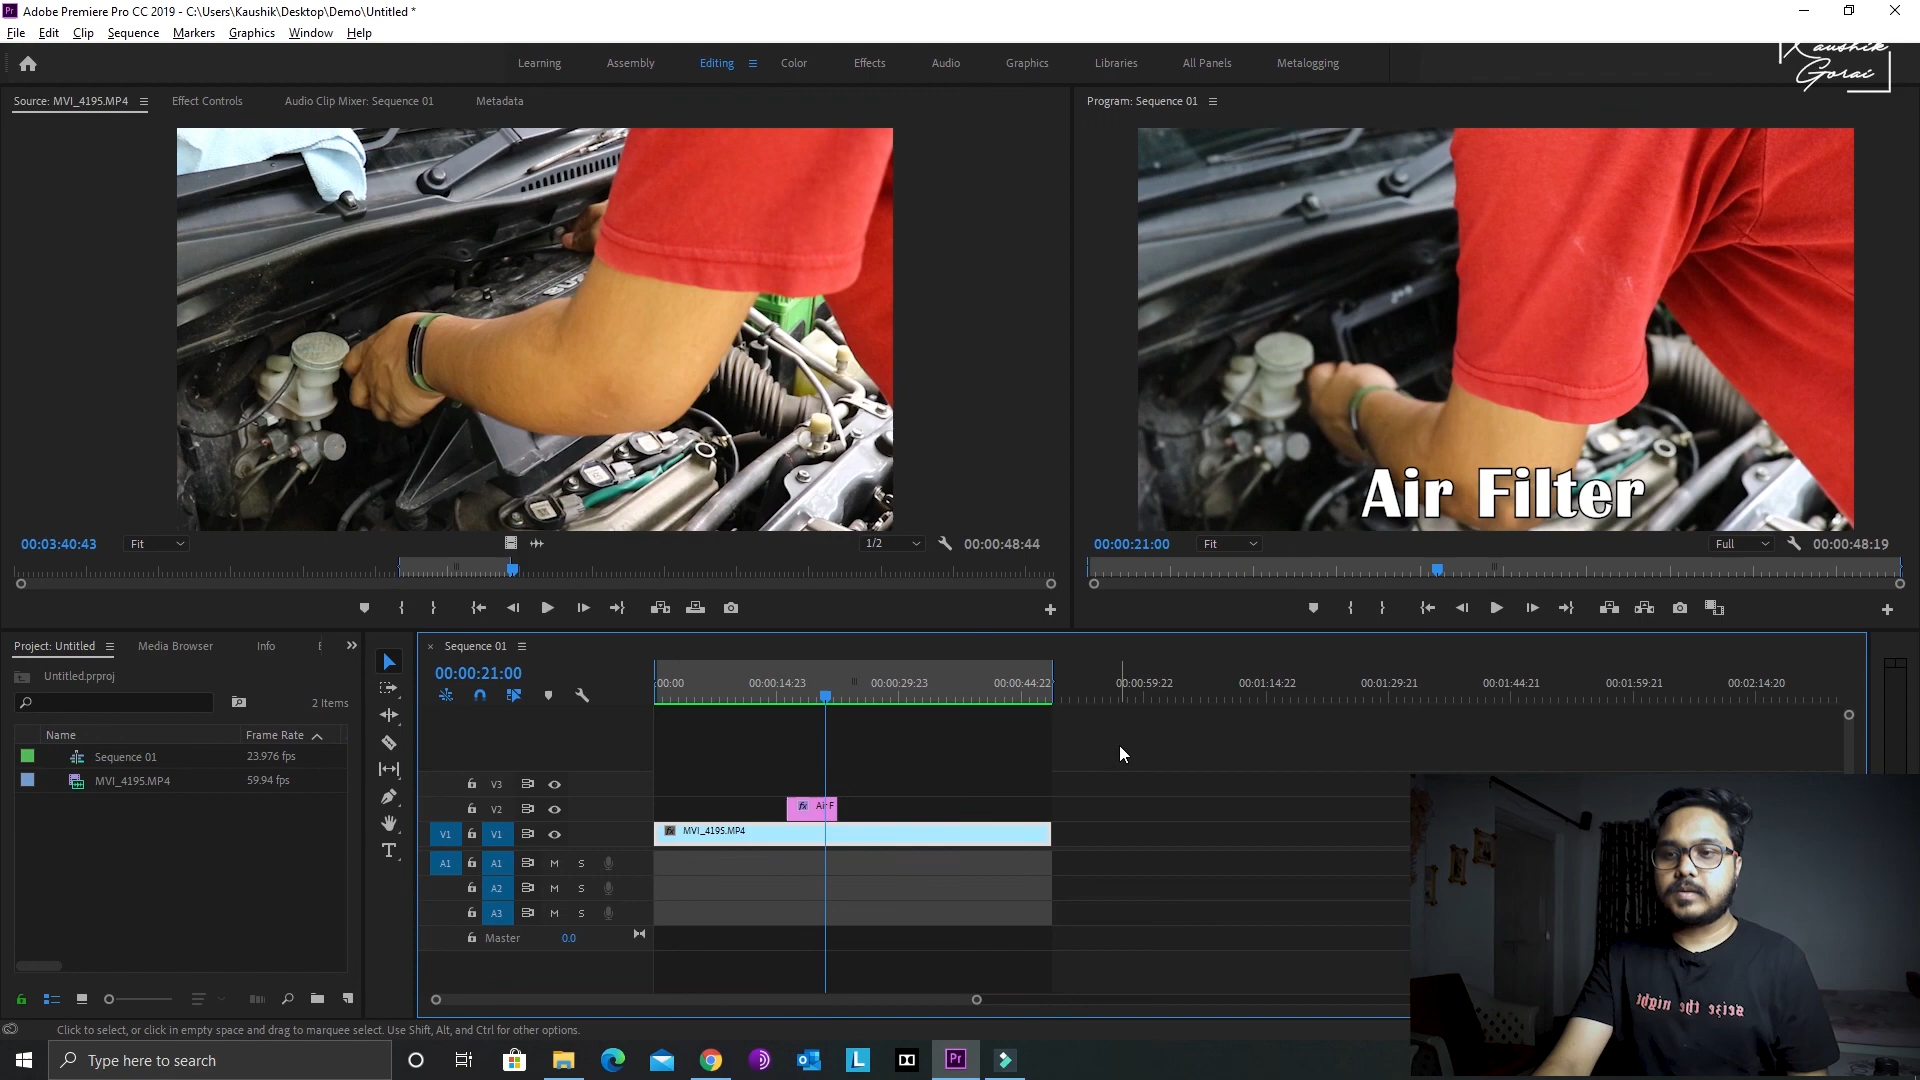 Adobe Premiere Pro CC 2019 - C:\Users\Kaushik\Desktop\Demo\Untitled *
File Edit Clip Sequence Markers Graphics Window Help
Kaushik
Gorai
Learning Assembly Editing Color Effects Audio Graphics Libraries All Panels Metalogging
Source: MVI_4195.MP4 Effect Controls Audio Clip Mixer: Sequence 01 Metadata
Program: Sequence 01
Air Filter
00:03:40:43 Fit 1/2 00:00:48:44
00:00:21:00 Fit Full 00:00:48:19
Project: Untitled Media Browser Info
Untitled.prproj
2 Items
Name Frame Rate
Sequence 01 23.976 fps
MVI_4195.MP4 59.94 fps
Sequence 01
00:00:21:00
:00:00 00:00:14:23 00:00:29:23 00:00:44:22 00:00:59:22 00:01:14:22 00:01:29:21 00:01:44:21 00:01:59:21 00:02:14:20
V3
V2 fx Air F
V1 V1 fx MVI_4195.MP4
A1 A1 M S
A2 M S
A3 M S
Master 0.0
seize the night
Click to select, or click in empty space and drag to marquee select. Use Shift, Alt, and Ctrl for other options.
Type here to search